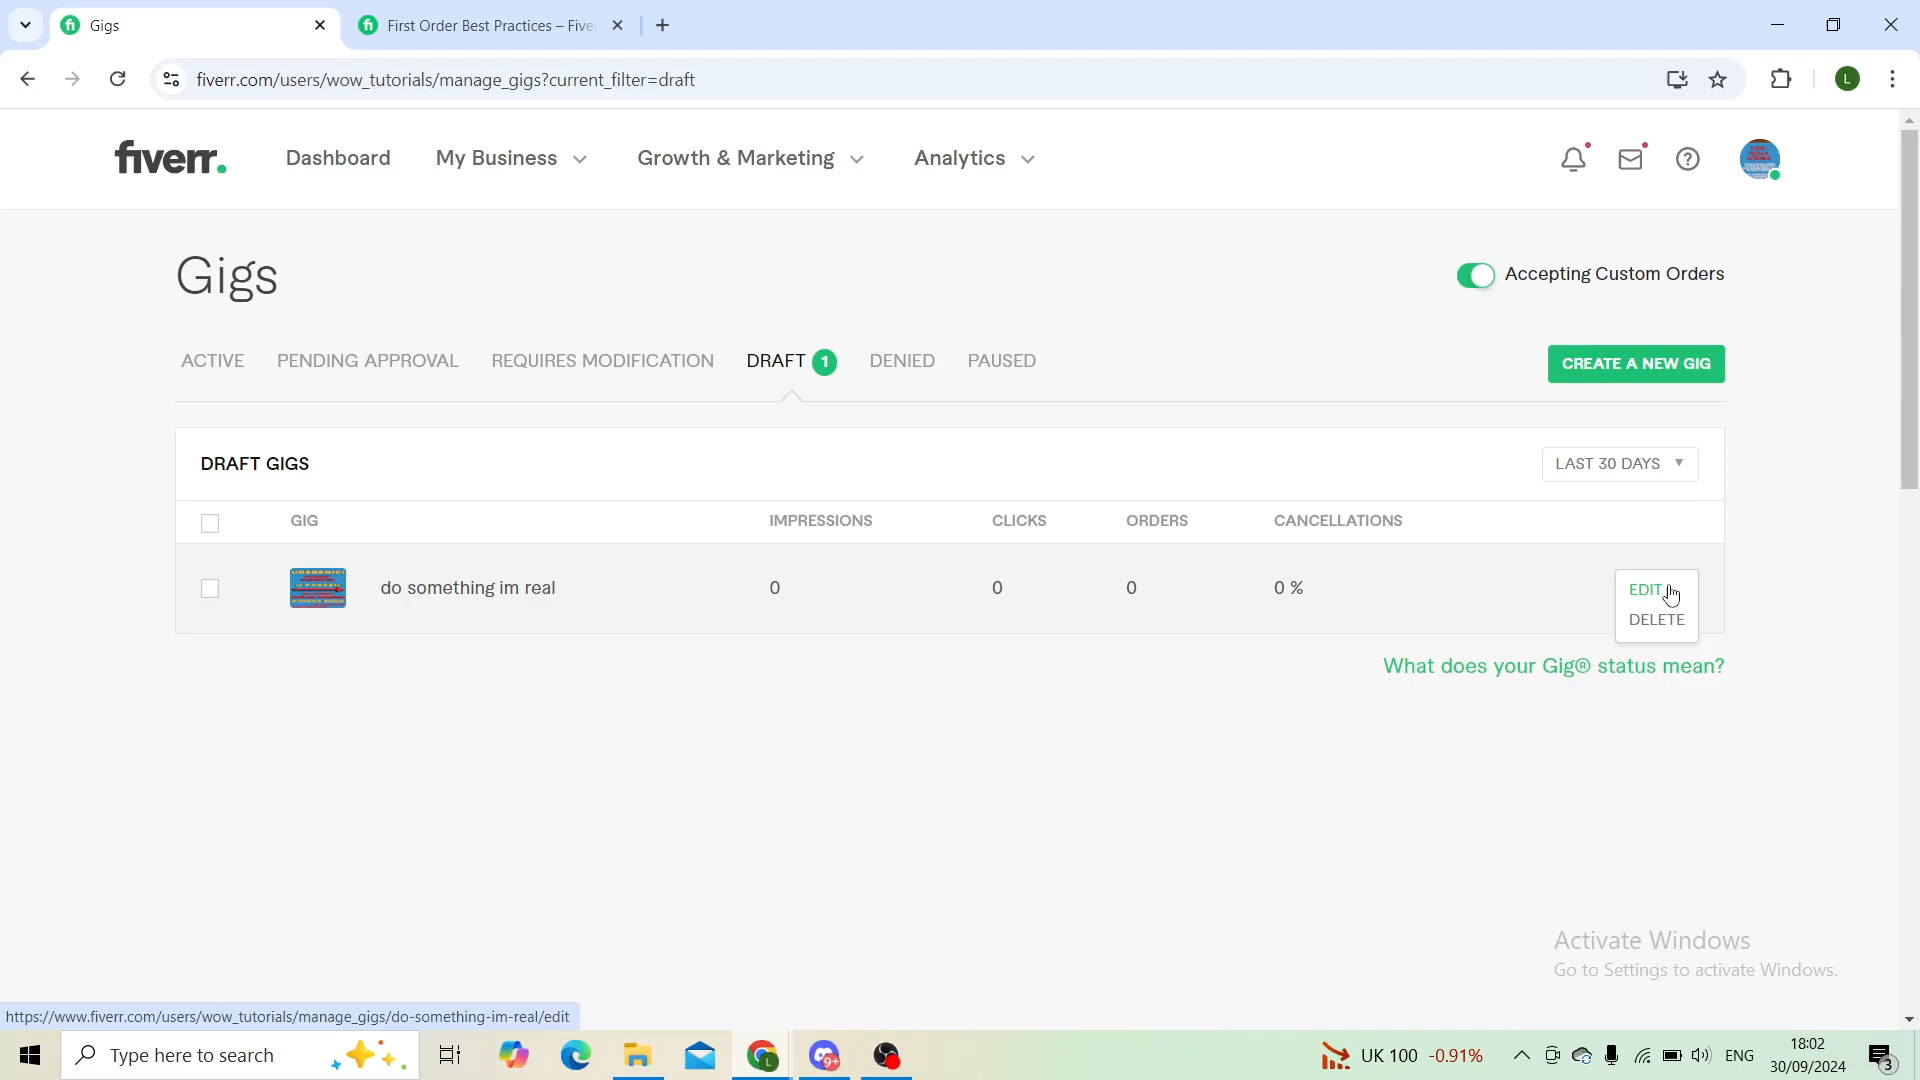 Gigs
First Order Best Practices – Five
fiverr.com/users/wow_tutorials/manage_gigs?current_filter=draft
L
fiverr.
Dashboard
My Business
Growth & Marketing
Analytics
Gigs
Accepting Custom Orders
ACTIVE
PENDING APPROVAL
REQUIRES MODIFICATION
DRAFT 1
DENIED
PAUSED
CREATE A NEW GIG
DRAFT GIGS
LAST 30 DAYS
GIG
IMPRESSIONS
CLICKS
ORDERS
CANCELLATIONS
do something im real
0
0
0
0 %
EDIT
DELETE
What does your Gig® status mean?
Activate Windows
Go to Settings to activate Windows.
https://www.fiverr.com/users/wow_tutorials/manage_gigs/do-something-im-real/edit
Type here to search
L
9+
UK 100 -0.91%
ENG
18:02
30/09/2024
3